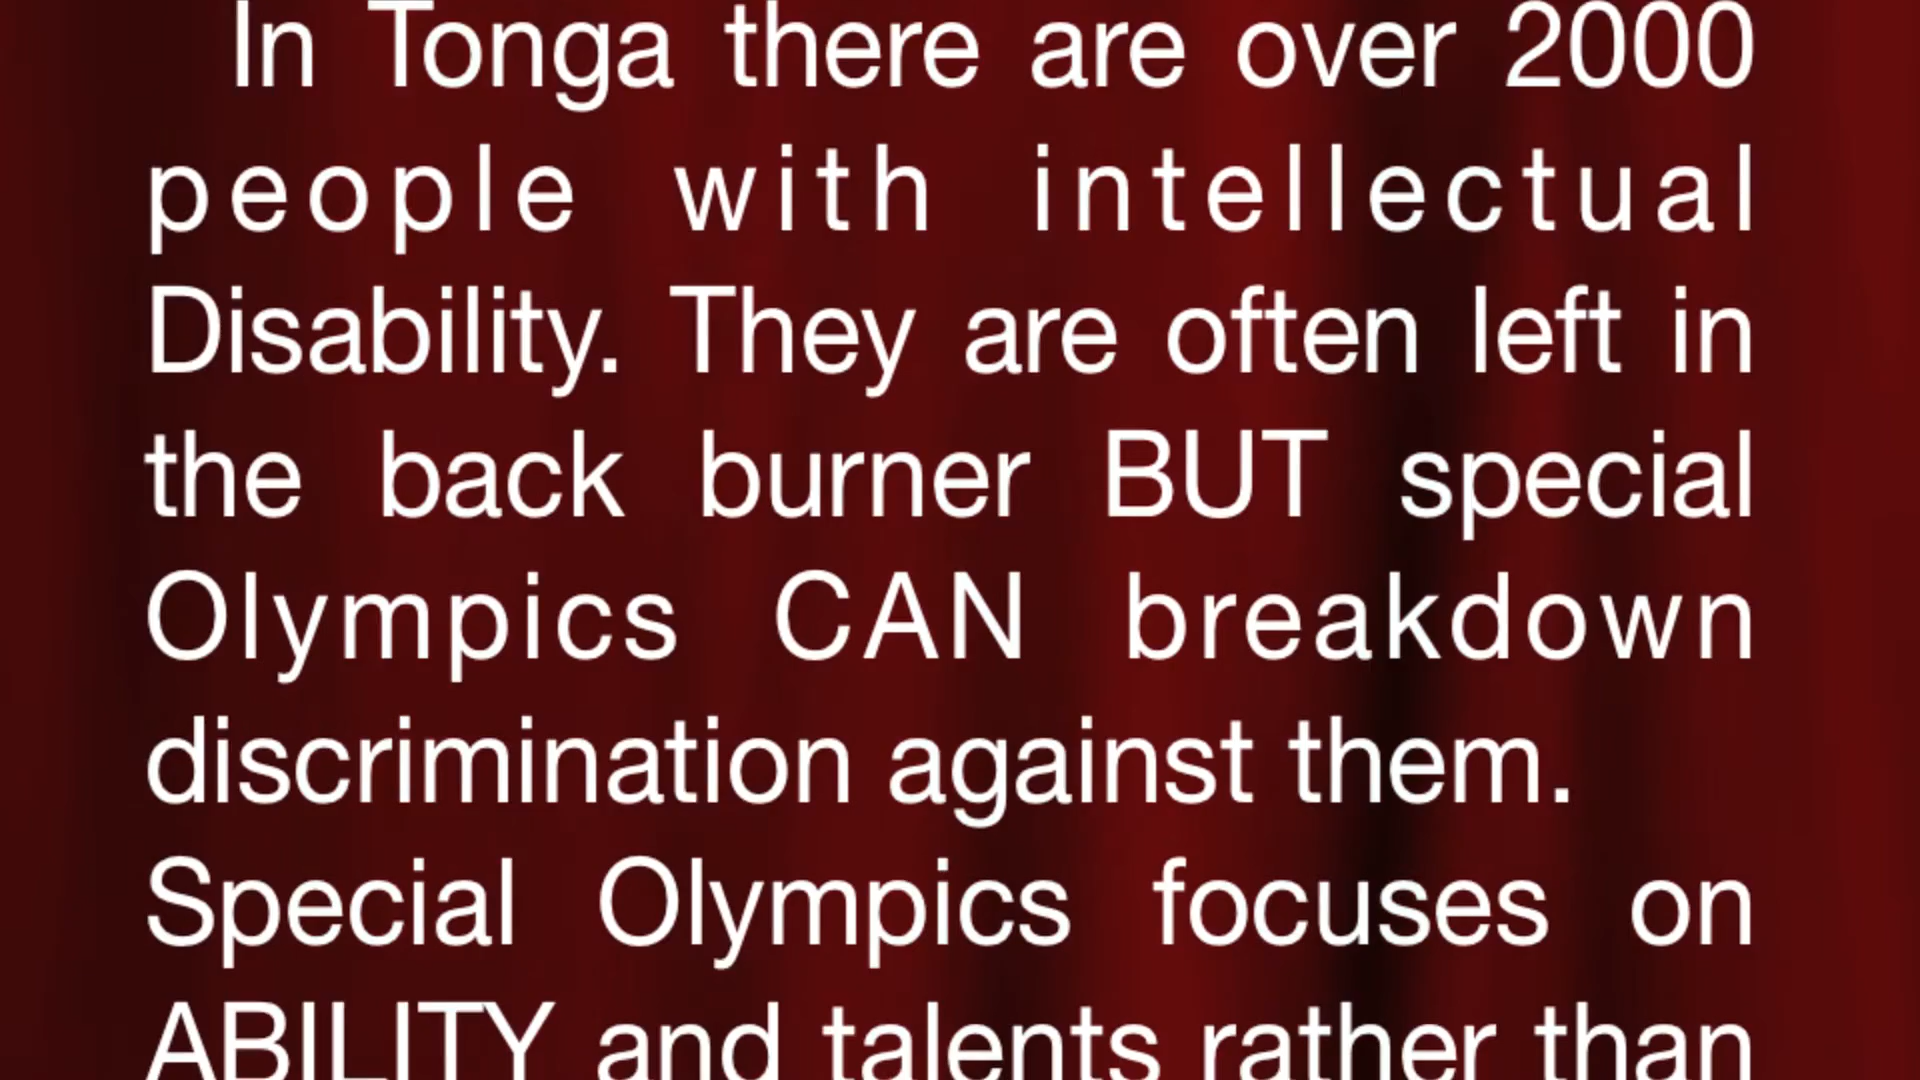 In Tonga there are over 2000
people with intellectual
Disability. They are often left in
the back burner BUT special
Olympics CAN breakdown
discrimination against them.
Special Olympics focuses on
ABILITY and talents rather than